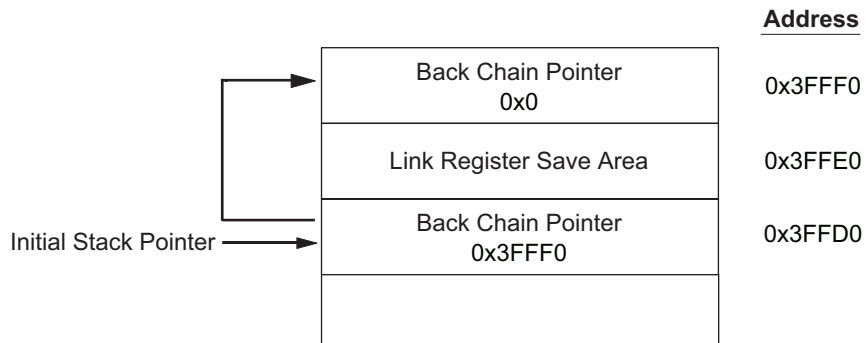 Address
Back Chain Pointer
0x0
0x3FFF0
Link Register Save Area
0x3FFE0
Back Chain Pointer
0x3FFF0
0x3FFD0
Initial Stack Pointer